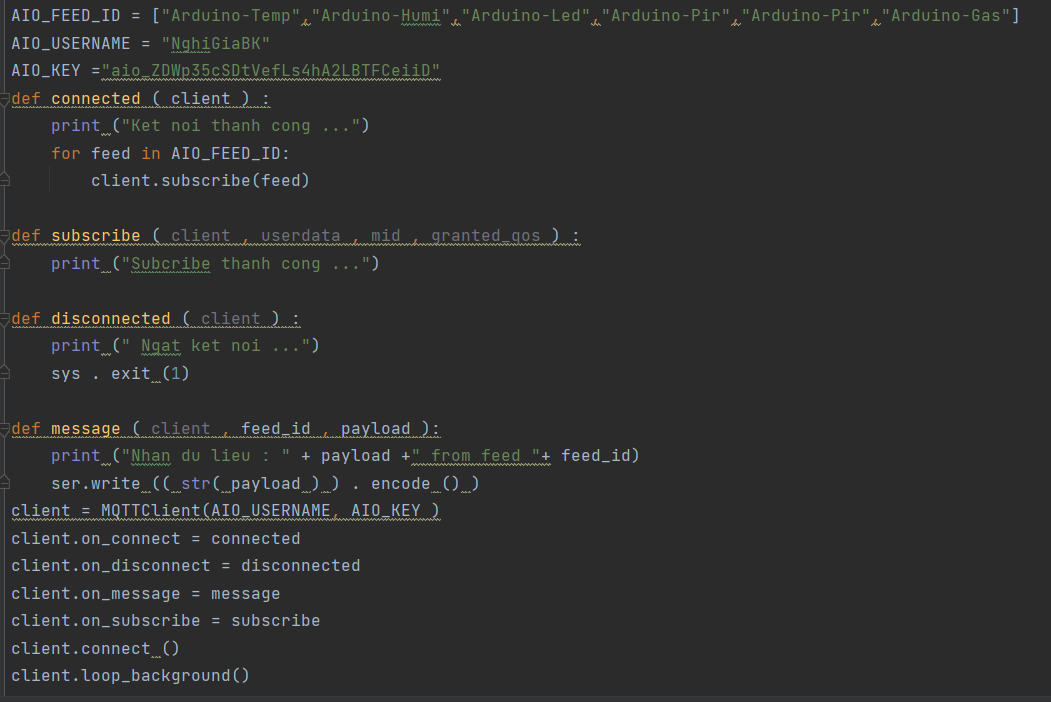 AIO_FEED_ID = ["Arduino-Temp","Arduino-Humi","Arduino-Led","Arduino-Pir","Arduino-Pir","Arduino-Gas"]
AIO_USERNAME = "NghiGiaBK"
AIO_KEY ="aio_ZDWp35cSDtVefLs4hA2LBTFCeiiD"
def connected ( client ) :
    print ("Ket noi thanh cong ...")
    for feed in AIO_FEED_ID:
        client.subscribe(feed)
def subscribe ( client , userdata , mid , granted_qos ) :
    print ("Subcribe thanh cong ...")
def disconnected ( client ) :
    print (" Ngat ket noi ...")
    sys . exit (1)
def message ( client , feed_id , payload ):
    print ("Nhan du lieu : " + payload +" from feed "+ feed_id)
    ser.write (( str( payload ) ) . encode () )
client = MQTTClient(AIO_USERNAME, AIO_KEY )
client.on_connect = connected
client.on_disconnect = disconnected
client.on_message = message
client.on_subscribe = subscribe
client.connect ()
client.loop_background()